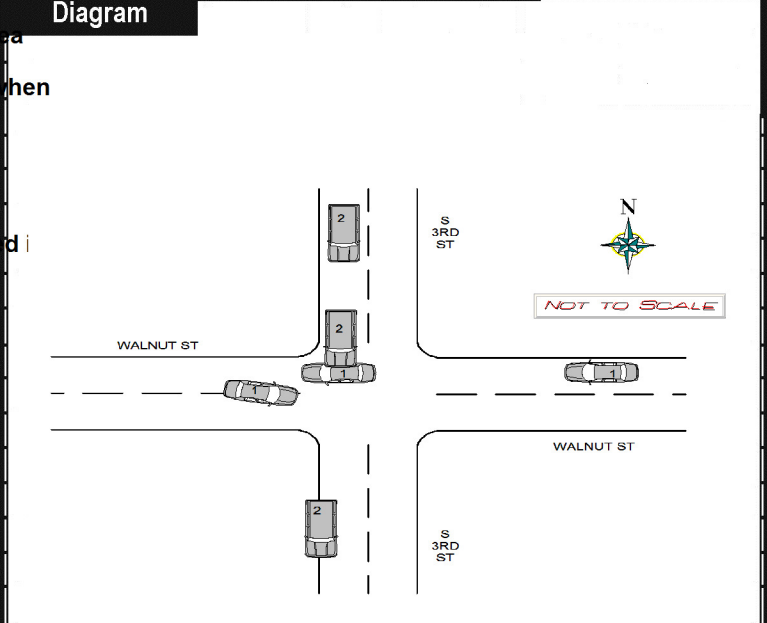 Diagram
hen
d i
2
S
3RD
ST
N
NOT TO SCALE
2
WALNUT ST
1
1
1
WALNUT ST
2
S
3RD
ST